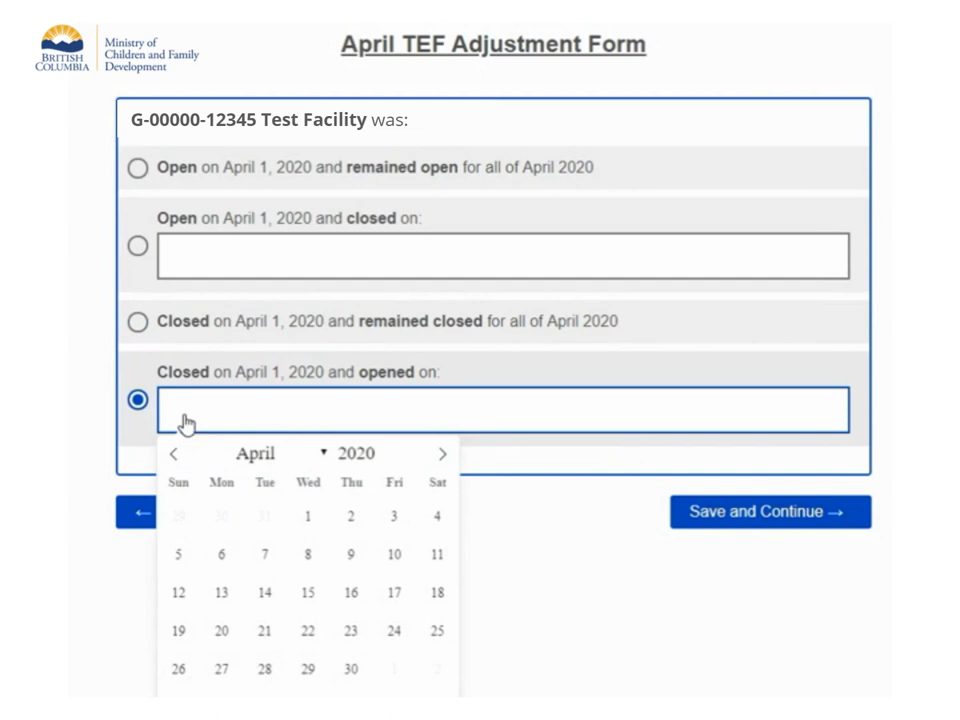 BRITISH
COLUMBIA
Ministry of
Children and Family
Development
April TEF Adjustment Form
G-00000-12345 Test Facility was:
Open on April 1, 2020 and remained open for all of April 2020
Open on April 1, 2020 and closed on:
Closed on April 1, 2020 and remained closed for all of April 2020
Closed on April 1, 2020 and opened on:
April 2020
Sun Mon Tue Wed Thu Fri Sat
29 30 31 1 2 3 4
5 6 7 8 9 10 11
12 13 14 15 16 17 18
19 20 21 22 23 24 25
26 27 28 29 30 1 2
← Save and Continue →